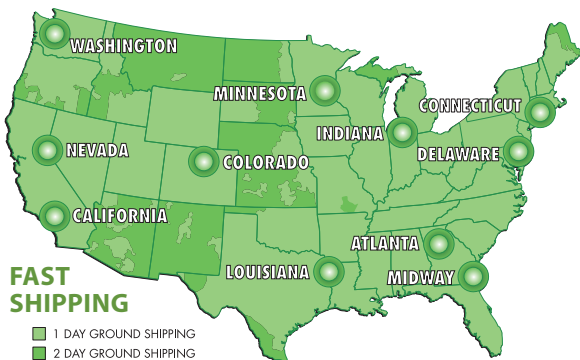 WASHINGTON
MINNESOTA
CONNECTICUT
INDIANA
NEVADA
COLORADO
DELAWARE
CALIFORNIA
ATLANTA
LOUISIANA
MIDWAY
FAST
SHIPPING
1 DAY GROUND SHIPPING
2 DAY GROUND SHIPPING